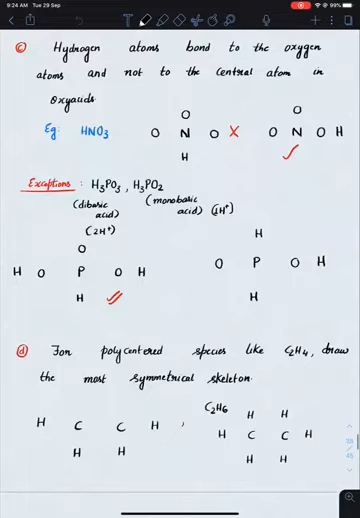 9:24 AM Tue 29 Sep
c) Hydrogen atoms bond to the oxygen
atoms and not to the central atom in
oxyacids
Eg: HNO3
O
O N O X
H
O
O N O H
Exceptions : H3PO3, H3PO2
(dibasic acid) (monobasic acid) (1H+)
(2H+)
O
H O P O H
H
H
O P O H
H
d) For polycentered species like C2H4, draw
the most symmetrical skeleton.
H C C H ,
H H
C2H6 H H
H C C H
H H
38
45